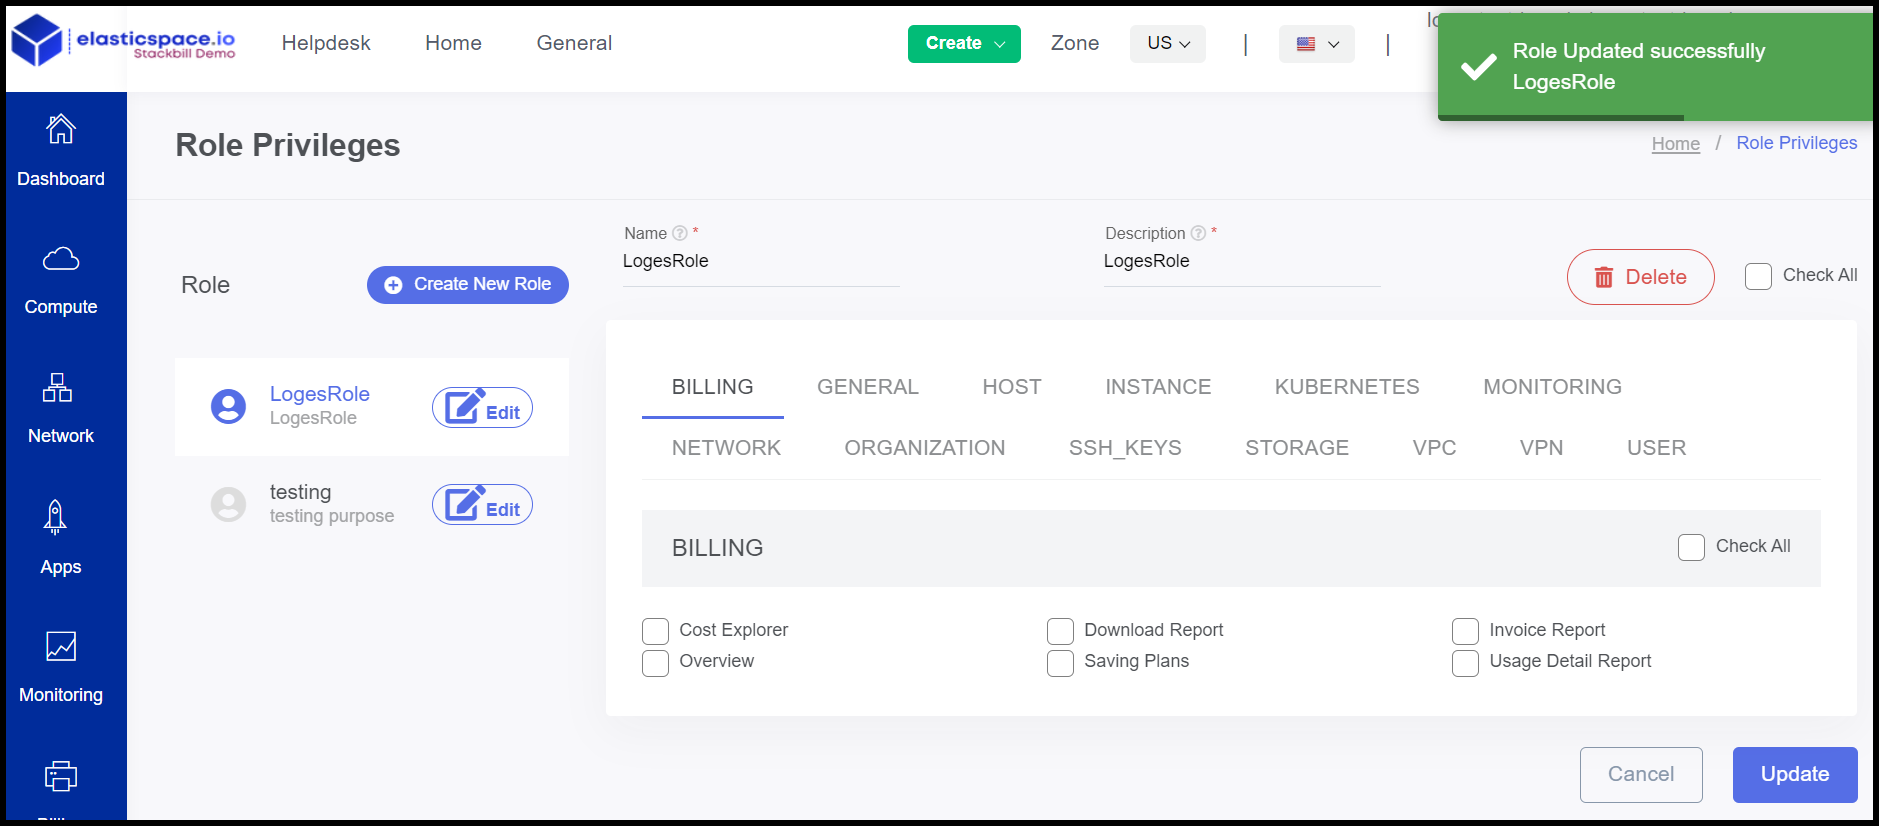 elasticspace.io
Stackbill Demo
Helpdesk
Home
General
Create
Zone
US
Role Updated successfully
LogesRole
Role Privileges
Home / Role Privileges
Dashboard
Compute
Network
Apps
Monitoring
Role
Create New Role
LogesRole
LogesRole
Edit
testing
testing purpose
Edit
Name *
LogesRole
Description *
LogesRole
Delete
Check All
BILLING GENERAL HOST INSTANCE KUBERNETES MONITORING
NETWORK ORGANIZATION SSH_KEYS STORAGE VPC VPN USER
BILLING
Check All
Cost Explorer
Download Report
Invoice Report
Overview
Saving Plans
Usage Detail Report
Cancel
Update